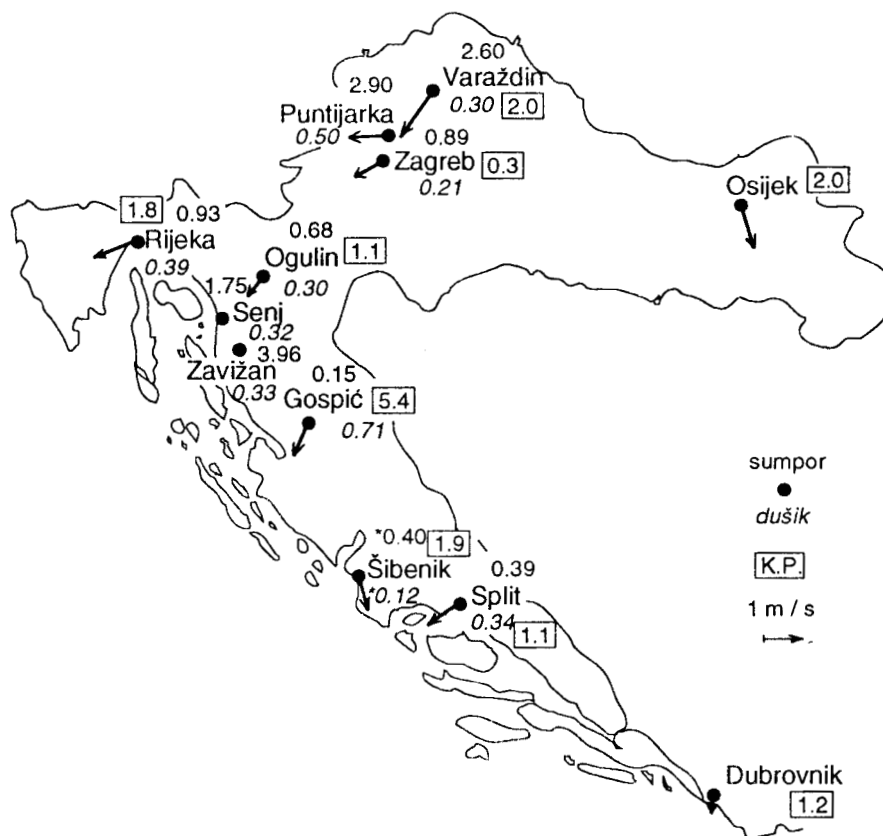 2.60
Varaždin
0.30 2.0
2.90
Puntijarka
0.50
0.89
Zagreb 0.3
0.21
Osijek 2.0
1.8 0.93
Rijeka
0.39
0.68
Ogulin 1.1
0.30
1.75
Senj
0.32
3.96
Zavižan
0.33
0.15
Gospić 5.4
0.71
*0.40 1.9
Šibenik
*0.12
0.39
Split
0.34 1.1
Dubrovnik
1.2
sumpor
dušik
K.P.
1 m / s